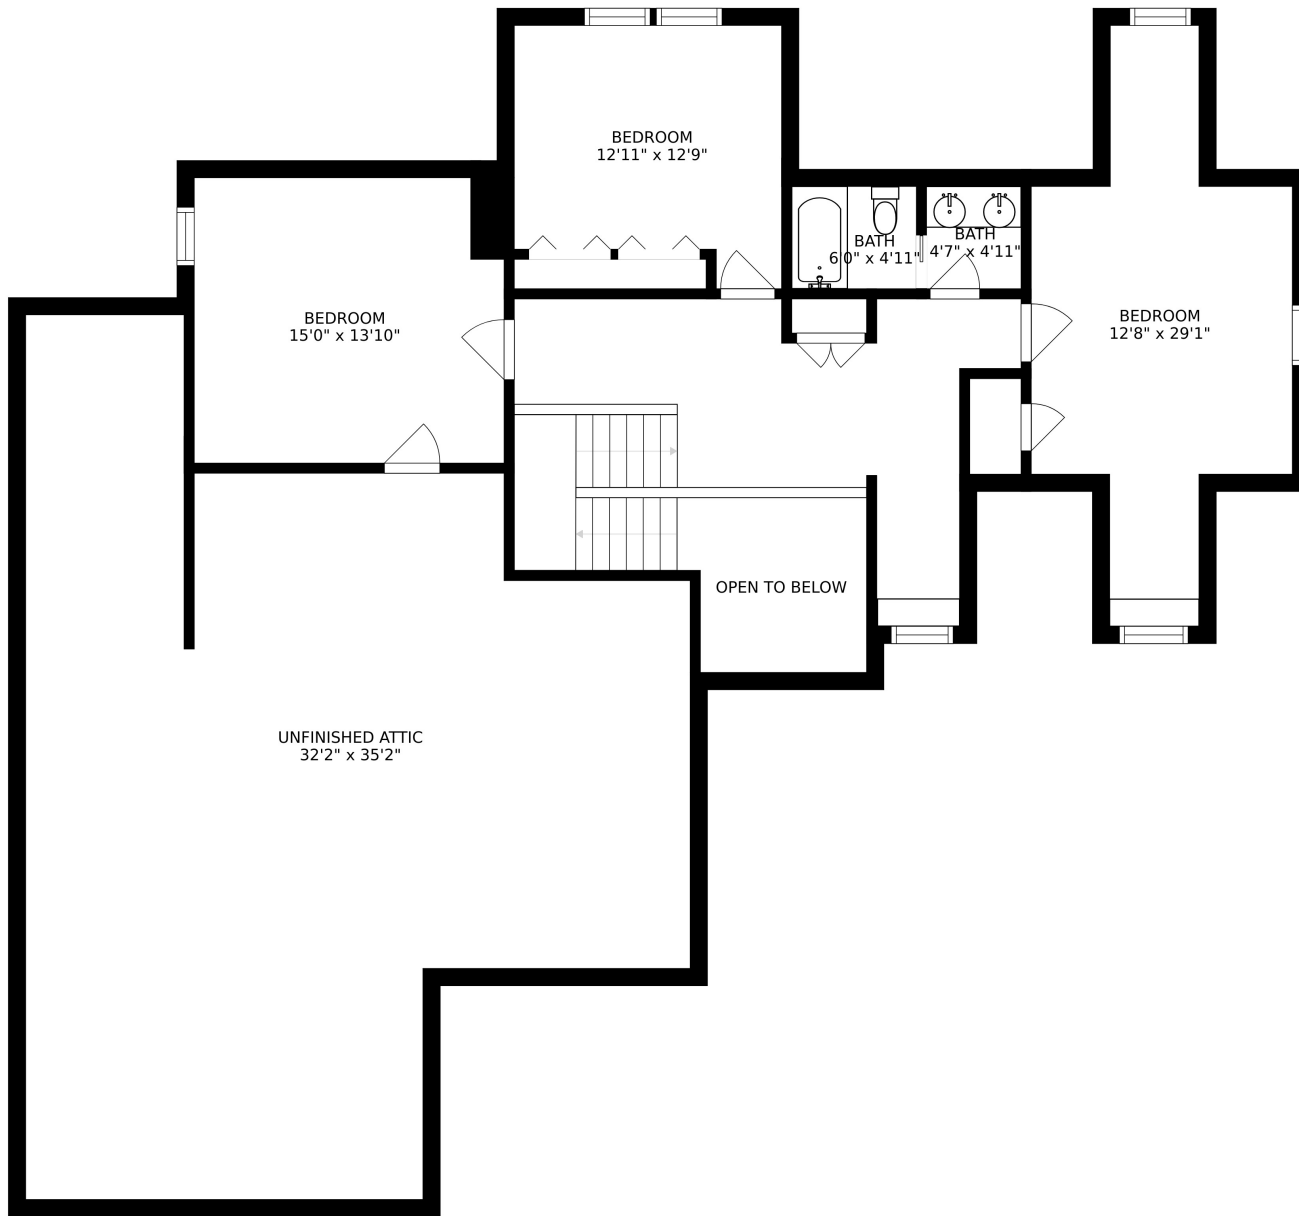 BEDROOM
12'11" x 12'9"
BATH
6'0" x 4'11"
BATH
4'7" x 4'11"
BEDROOM
15'0" x 13'10"
BEDROOM
12'8" x 29'1"
OPEN TO BELOW
UNFINISHED ATTIC
32'2" x 35'2"